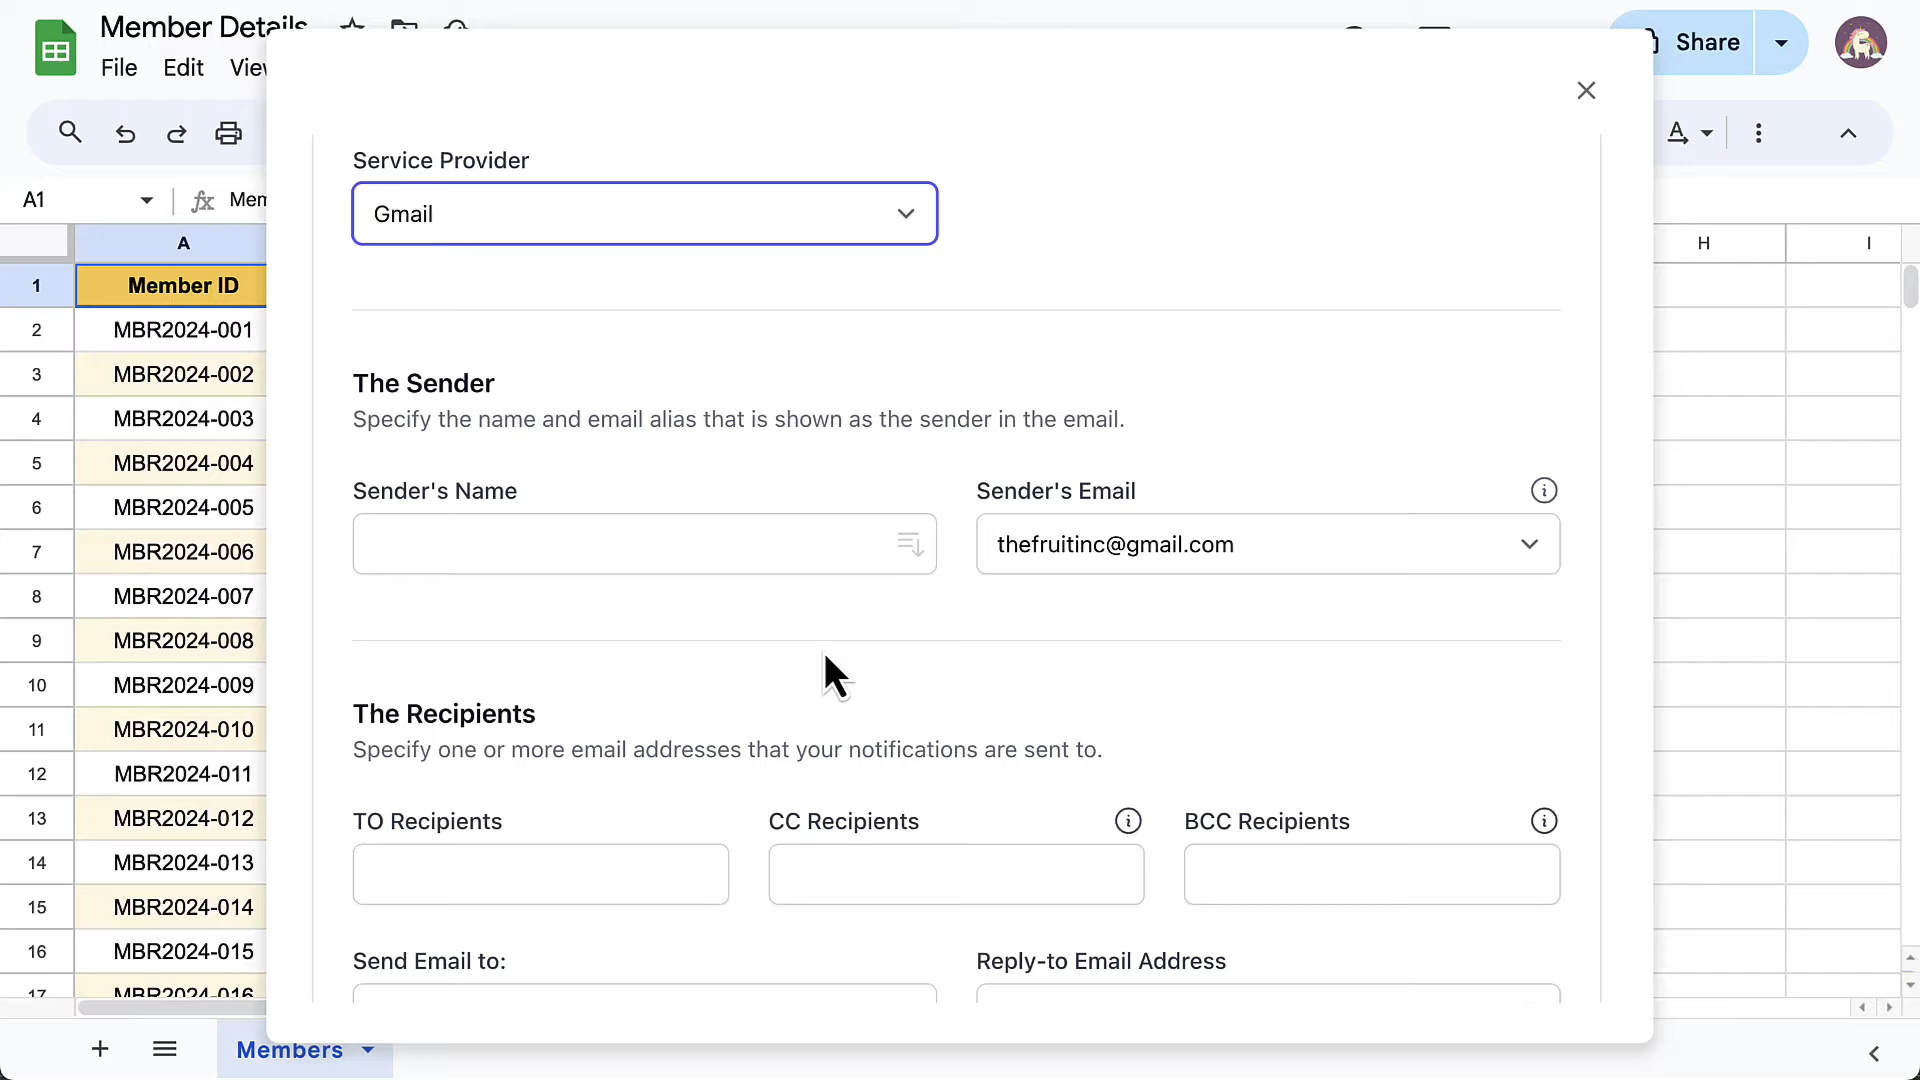 Member Details
File Edit View
Share
A1
Mem
A
H
I
1 Member ID
2 MBR2024-001
3 MBR2024-002
4 MBR2024-003
5 MBR2024-004
6 MBR2024-005
7 MBR2024-006
8 MBR2024-007
9 MBR2024-008
10 MBR2024-009
11 MBR2024-010
12 MBR2024-011
13 MBR2024-012
14 MBR2024-013
15 MBR2024-014
16 MBR2024-015
17 MBR2024-016
Members
Service Provider
Gmail
The Sender
Specify the name and email alias that is shown as the sender in the email.
Sender's Name
Sender's Email
thefruitinc@gmail.com
The Recipients
Specify one or more email addresses that your notifications are sent to.
TO Recipients
CC Recipients
BCC Recipients
Send Email to:
Reply-to Email Address